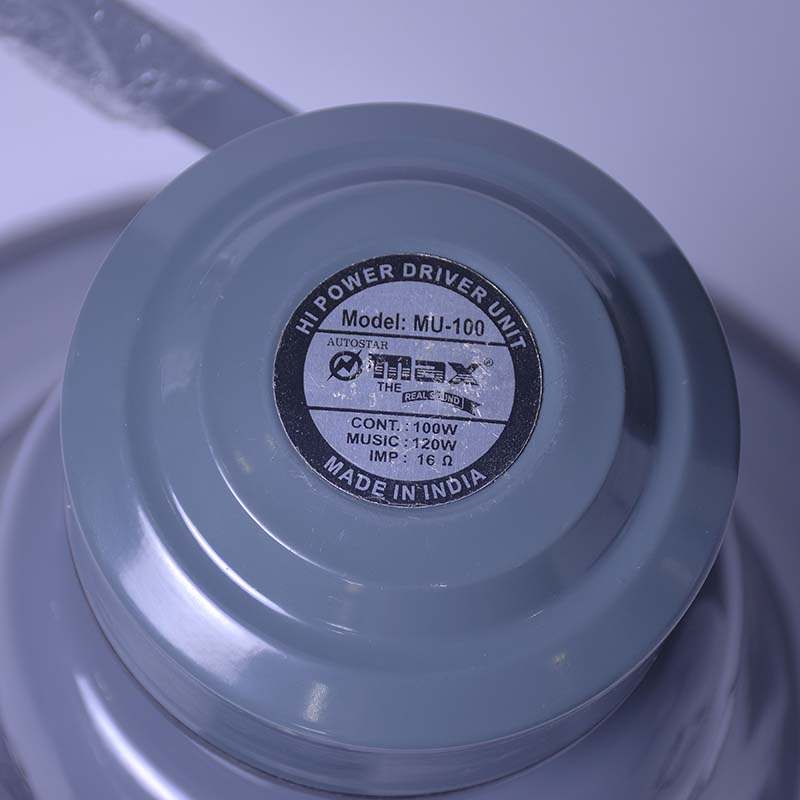 HI POWER DRIVER UNIT
Model: MU-100
AUTOSTAR
max®
THE REAL SOUND
CONT. : 100W
MUSIC : 120W
IMP : 16 Ω
MADE IN INDIA